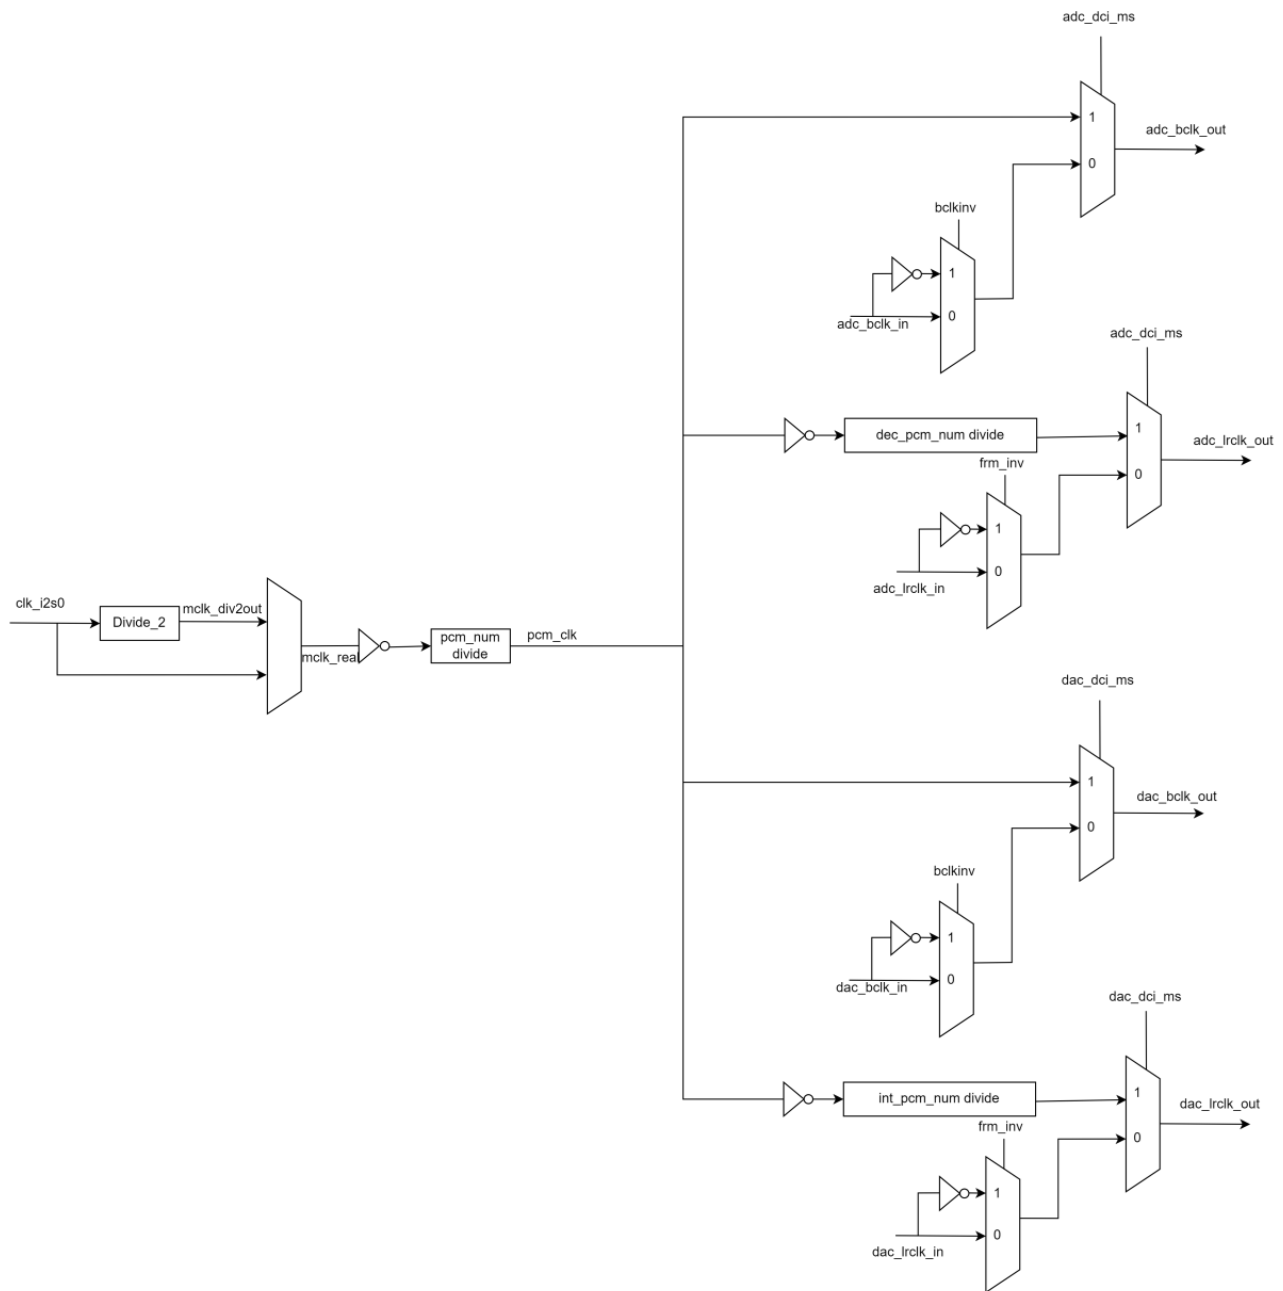 adc_dci_ms
1
adc_bclk_out
0
bclkinv
1
0
adc_bclk_in
adc_dci_ms
1
dec_pcm_num divide
adc_lrclk_out
frm_inv
0
1
0
adc_lrclk_in
clk_i2s0
Divide_2
mclk_div2out
mclk_real
pcm_num
divide
pcm_clk
dac_dci_ms
1
dac_bclk_out
0
bclkinv
1
0
dac_bclk_in
dac_dci_ms
1
int_pcm_num divide
dac_lrclk_out
frm_inv
0
1
0
dac_lrclk_in